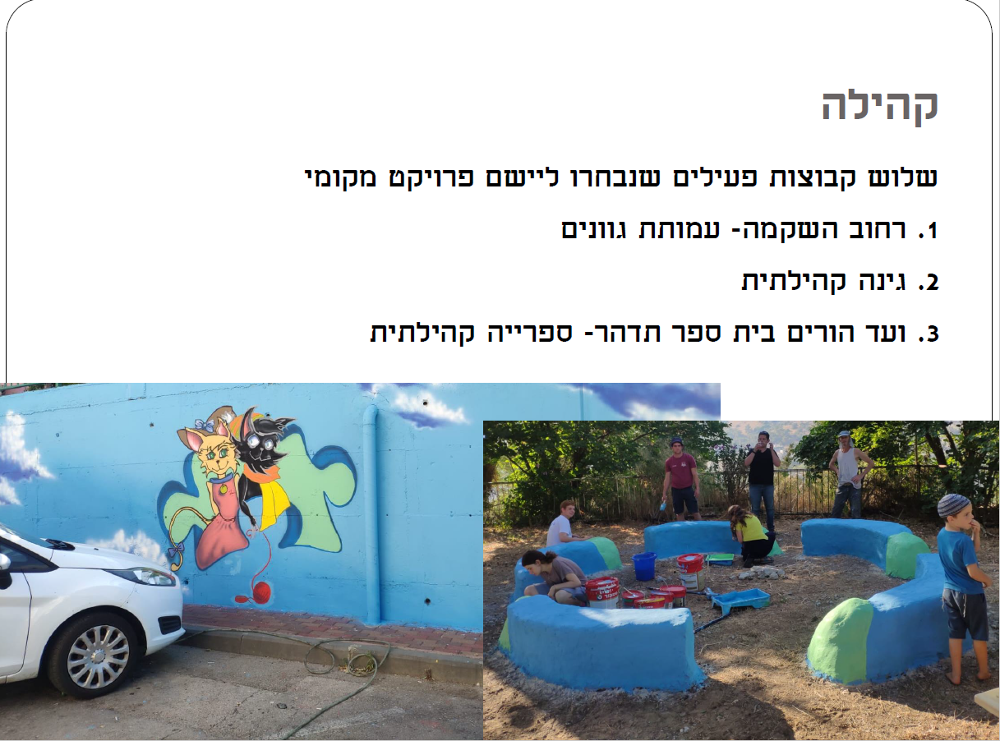 קהילה
שלוש קבוצות פעילים שנבחרו ליישם פרויקט מקומי
1. רחוב השקמה- עמותת גוונים
2. גינה קהילתית
3. ועד הורים בית ספר תדהר- ספרייה קהילתית